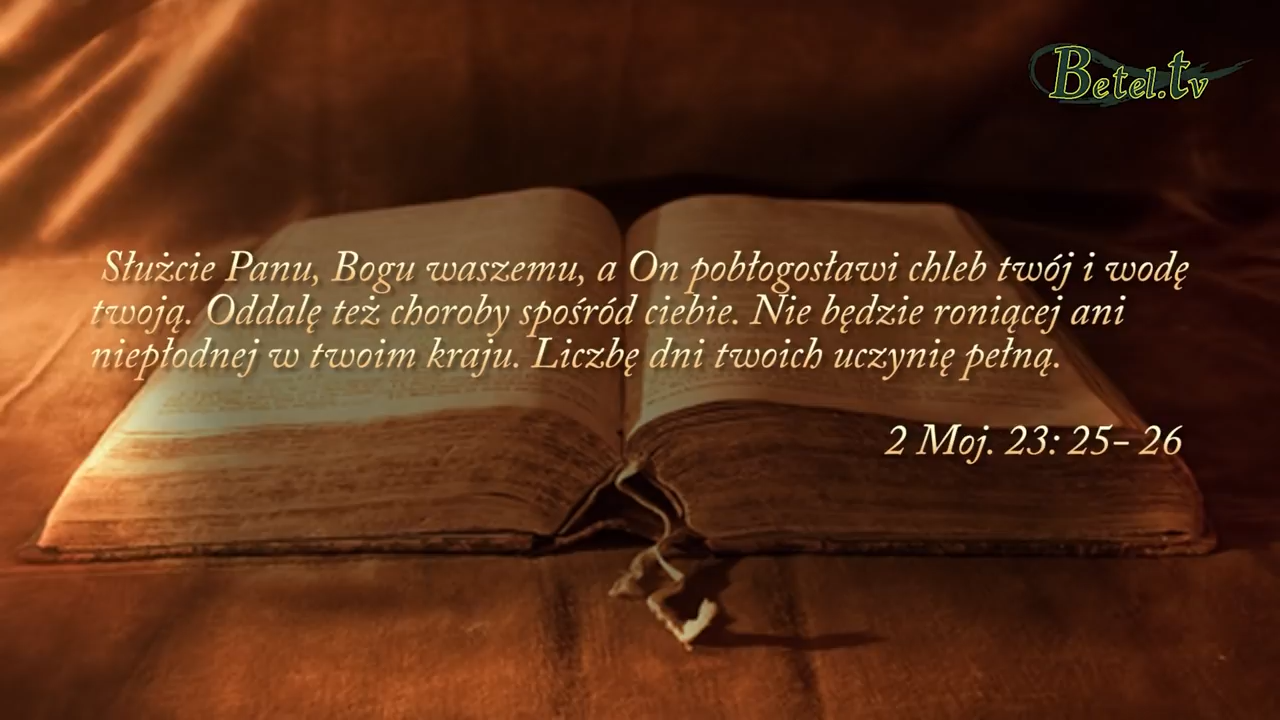 Betel.tv
Służcie Panu, Bogu waszemu, a On pobłogosławi chleb twój i wodę
twoją. Oddalę też choroby spośród ciebie. Nie będzie roniącej ani
niepłodnej w twoim kraju. Liczbę dni twoich uczynię pełną.
2 Moj. 23: 25- 26